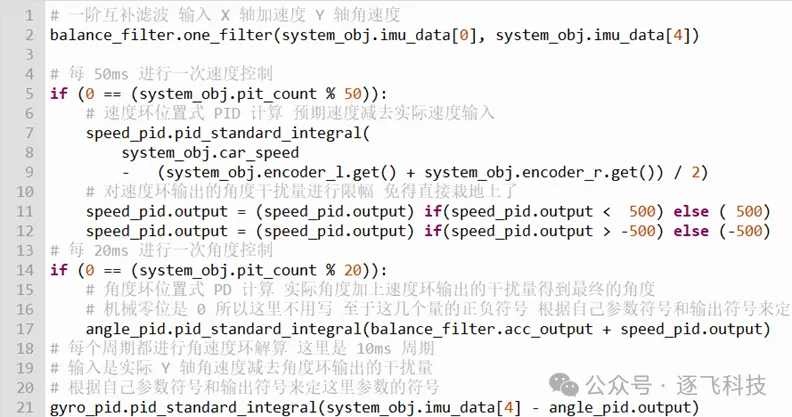 1 # 一阶互补滤波 输入 X 轴加速度 Y 轴角速度
2 balance_filter.one_filter(system_obj.imu_data[0], system_obj.imu_data[4])
3
4 # 每 50ms 进行一次速度控制
5 if (0 == (system_obj.pit_count % 50)):
6 # 速度环位置式 PID 计算 预期速度减去实际速度输入
7 speed_pid.pid_standard_integral(
8 system_obj.car_speed
9 - (system_obj.encoder_l.get() + system_obj.encoder_r.get()) / 2)
10 # 对速度环输出的角度干扰量进行限幅 免得直接栽地上了
11 speed_pid.output = (speed_pid.output) if(speed_pid.output < 500) else ( 500)
12 speed_pid.output = (speed_pid.output) if(speed_pid.output > -500) else (-500)
13 # 每 20ms 进行一次角度控制
14 if (0 == (system_obj.pit_count % 20)):
15 # 角度环位置式 PD 计算 实际角度加上速度环输出的干扰量得到最终的角度
16 # 机械零位是 0 所以这里不用写 至于这几个量的正负符号 根据自己参数符号和输出符号来定
17 angle_pid.pid_standard_integral(balance_filter.acc_output + speed_pid.output)
18 # 每个周期都进行角速度环解算 这里是 10ms 周期
19 # 输入是实际 Y 轴角速度减去角度环输出的干扰量
20 # 根据自己参数符号和输出符号来定这里参数的符号
21 gyro_pid.pid_standard_integral(system_obj.imu_data[4] - angle_pid.output)
公众号 · 逐飞科技